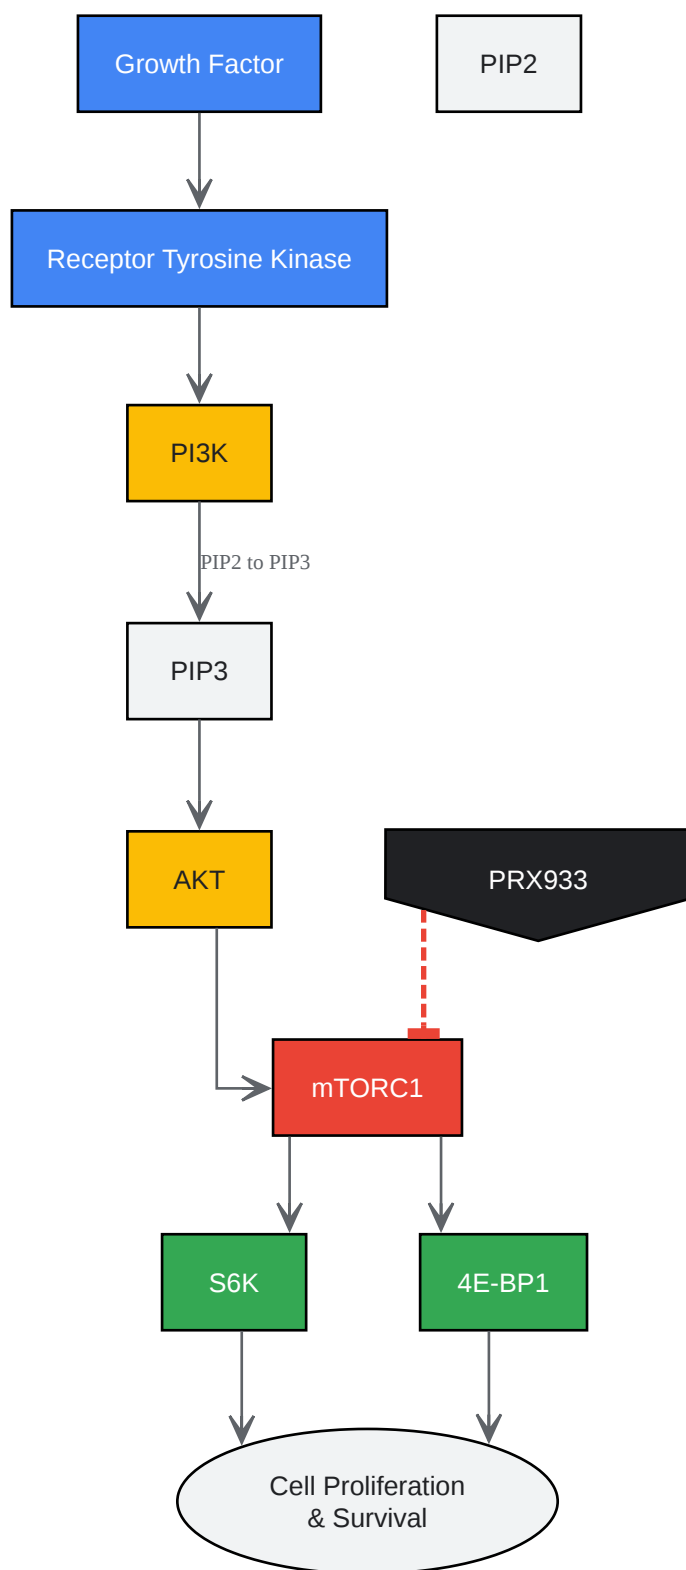 Growth Factor
PIP2
Receptor Tyrosine Kinase
PI3K
PIP2 to PIP3
PIP3
AKT
PRX933
mTORC1
S6K
4E-BP1
Cell Proliferation
& Survival